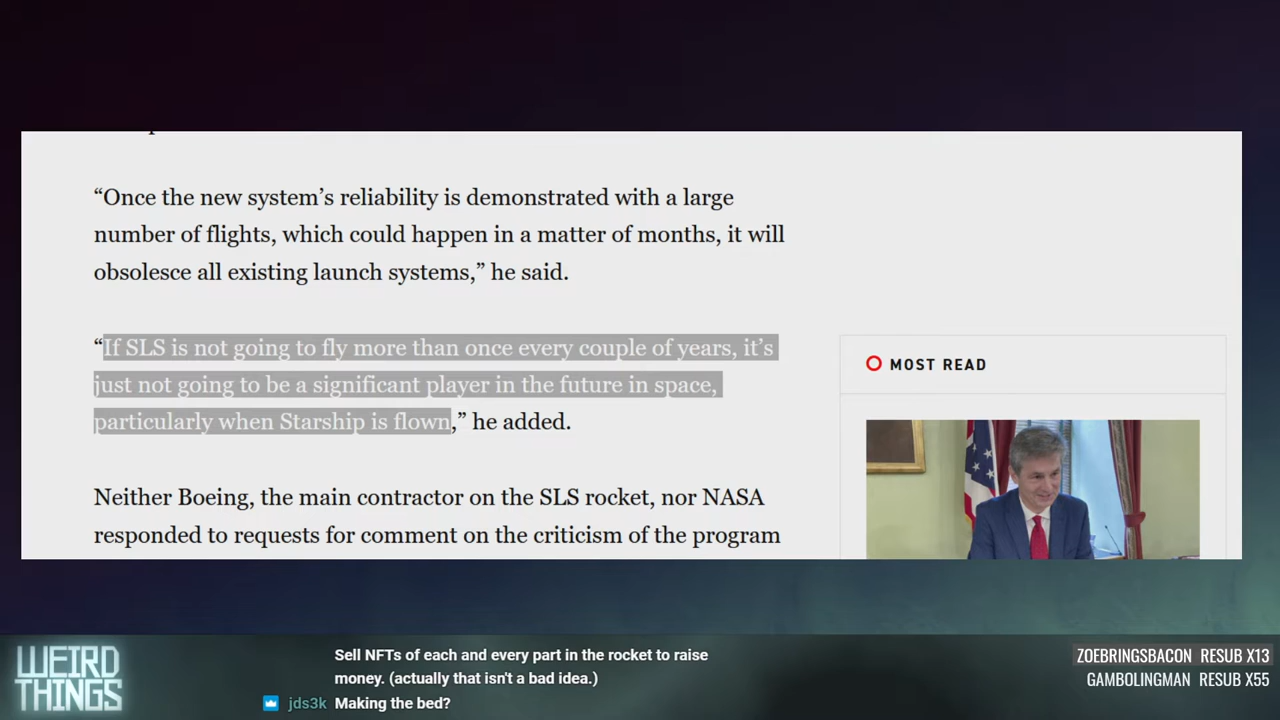 “Once the new system’s reliability is demonstrated with a large
number of flights, which could happen in a matter of months, it will
obsolesce all existing launch systems,” he said.
“If SLS is not going to fly more than once every couple of years, it’s
just not going to be a significant player in the future in space,
particularly when Starship is flown,” he added.
Neither Boeing, the main contractor on the SLS rocket, nor NASA
responded to requests for comment on the criticism of the program
MOST READ
WEIRD
THINGS
Sell NFTs of each and every part in the rocket to raise
money. (actually that isn't a bad idea.)
jds3k Making the bed?
ZOEBRINGSBACON RESUB X13
GAMBOLINGMAN RESUB X55